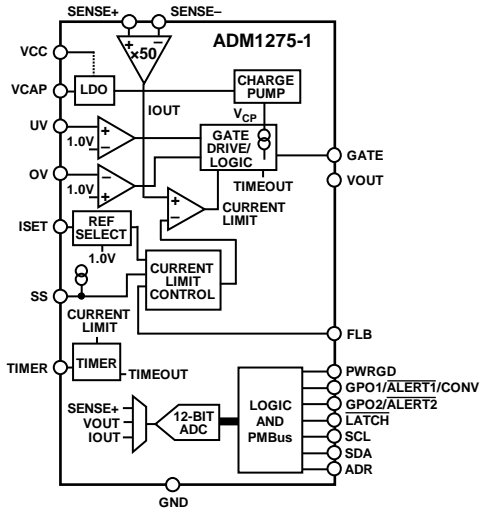 SENSE+ SENSE–
ADM1275-1
+ –
×50
VCC
VCAP
LDO
CHARGE
PUMP
IOUT
VCP
UV
+
1.0V –
GATE
DRIVE/
LOGIC
GATE
OV
–
1.0V +
TIMEOUT
VOUT
+
–
CURRENT
LIMIT
ISET
REF
SELECT
1.0V
CURRENT
LIMIT
CONTROL
SS
CURRENT
LIMIT
FLB
TIMER
TIMER
TIMEOUT
SENSE+
VOUT
IOUT
12-BIT
ADC
LOGIC
AND
PMBus
PWRGD
GPO1/ALERT1/CONV
GPO2/ALERT2
LATCH
SCL
SDA
ADR
GND